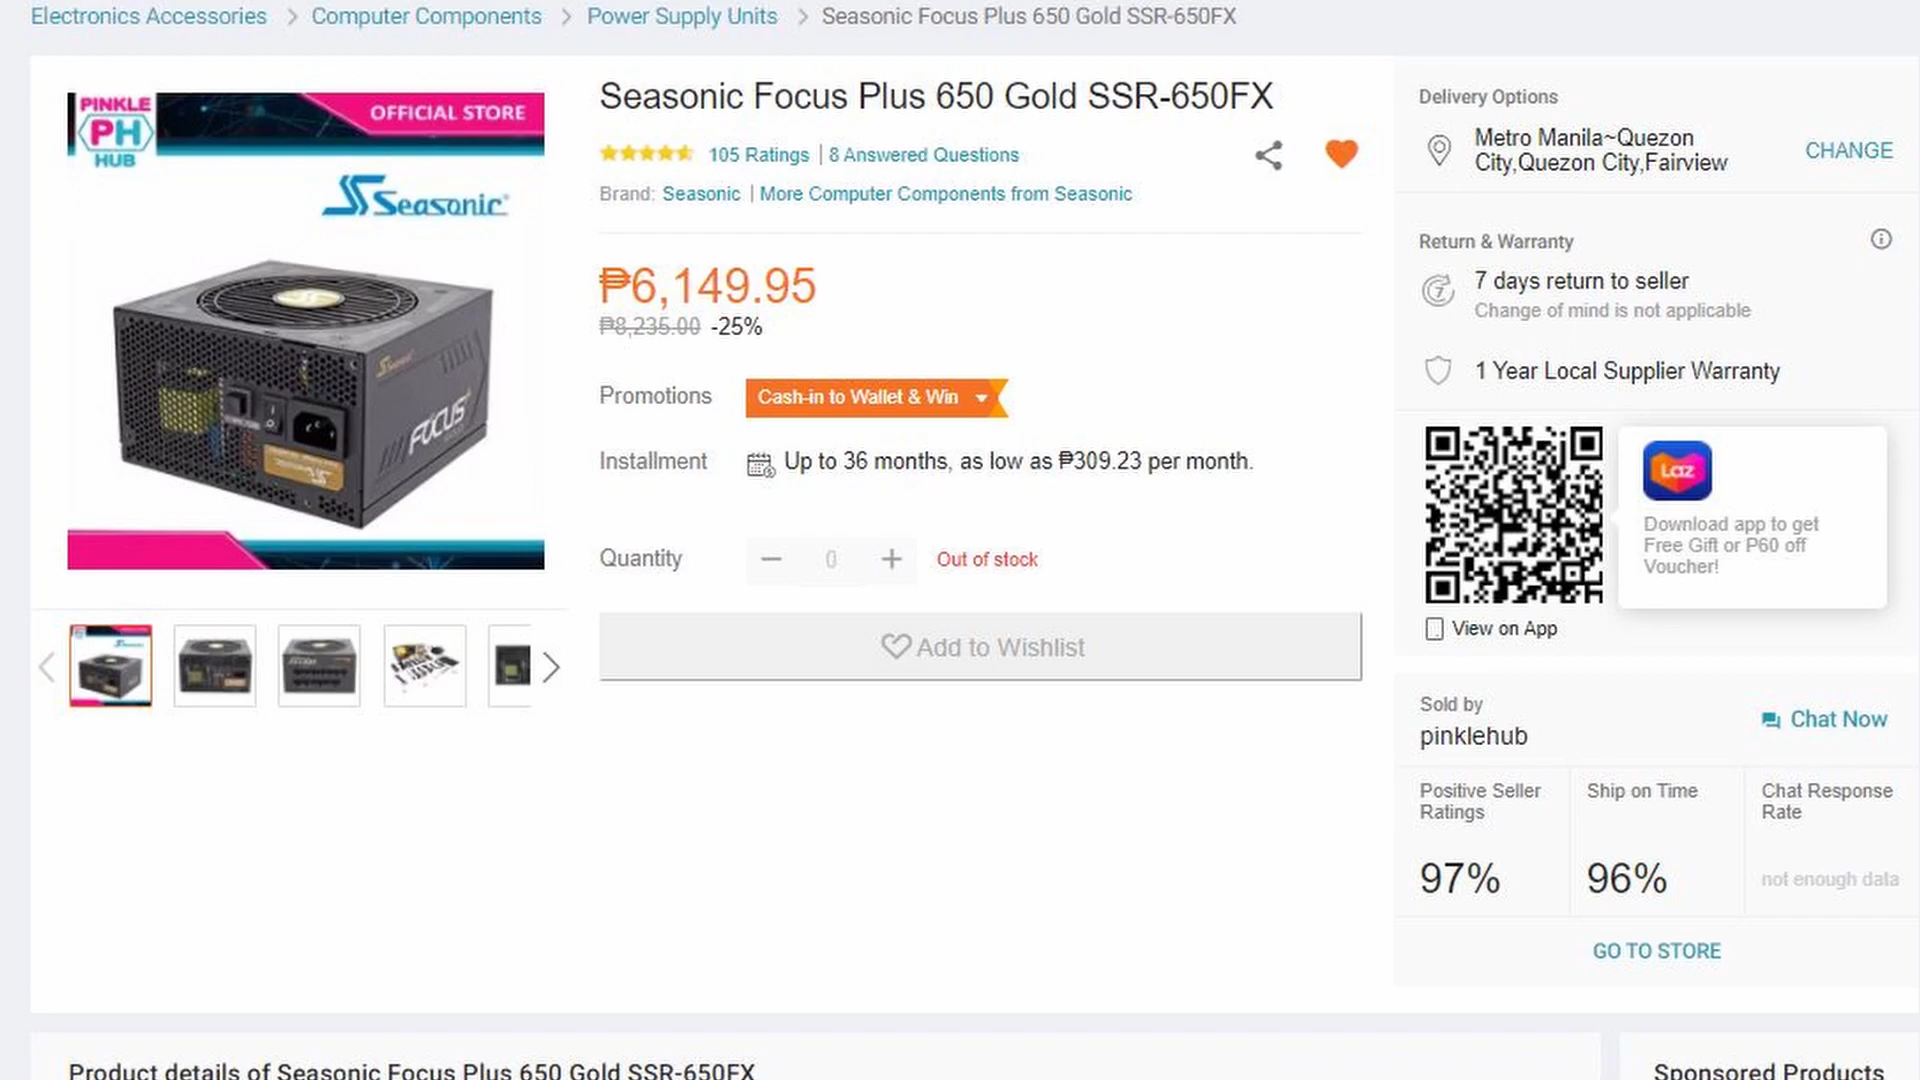 Electronics Accessories > Computer Components > Power Supply Units > Seasonic Focus Plus 650 Gold SSR-650FX
PINKLE
PH
HUB
OFFICIAL STORE
Seasonic
FOCUS
Seasonic Focus Plus 650 Gold SSR-650FX
105 Ratings | 8 Answered Questions
Brand: Seasonic | More Computer Components from Seasonic
₱6,149.95
₱8,235.00 -25%
Promotions Cash-in to Wallet & Win
Installment Up to 36 months, as low as ₱309.23 per month.
Quantity − 0 + Out of stock
Add to Wishlist
Delivery Options
Metro Manila~Quezon
City,Quezon City,Fairview
CHANGE
Return & Warranty
7 days return to seller
Change of mind is not applicable
1 Year Local Supplier Warranty
Laz
Download app to get
Free Gift or P60 off
Voucher!
View on App
Sold by
pinklehub
Chat Now
Positive Seller
Ratings
97%
Ship on Time
96%
Chat Response
Rate
not enough data
GO TO STORE
Product details of Seasonic Focus Plus 650 Gold SSR-650FX
Sponsored Products